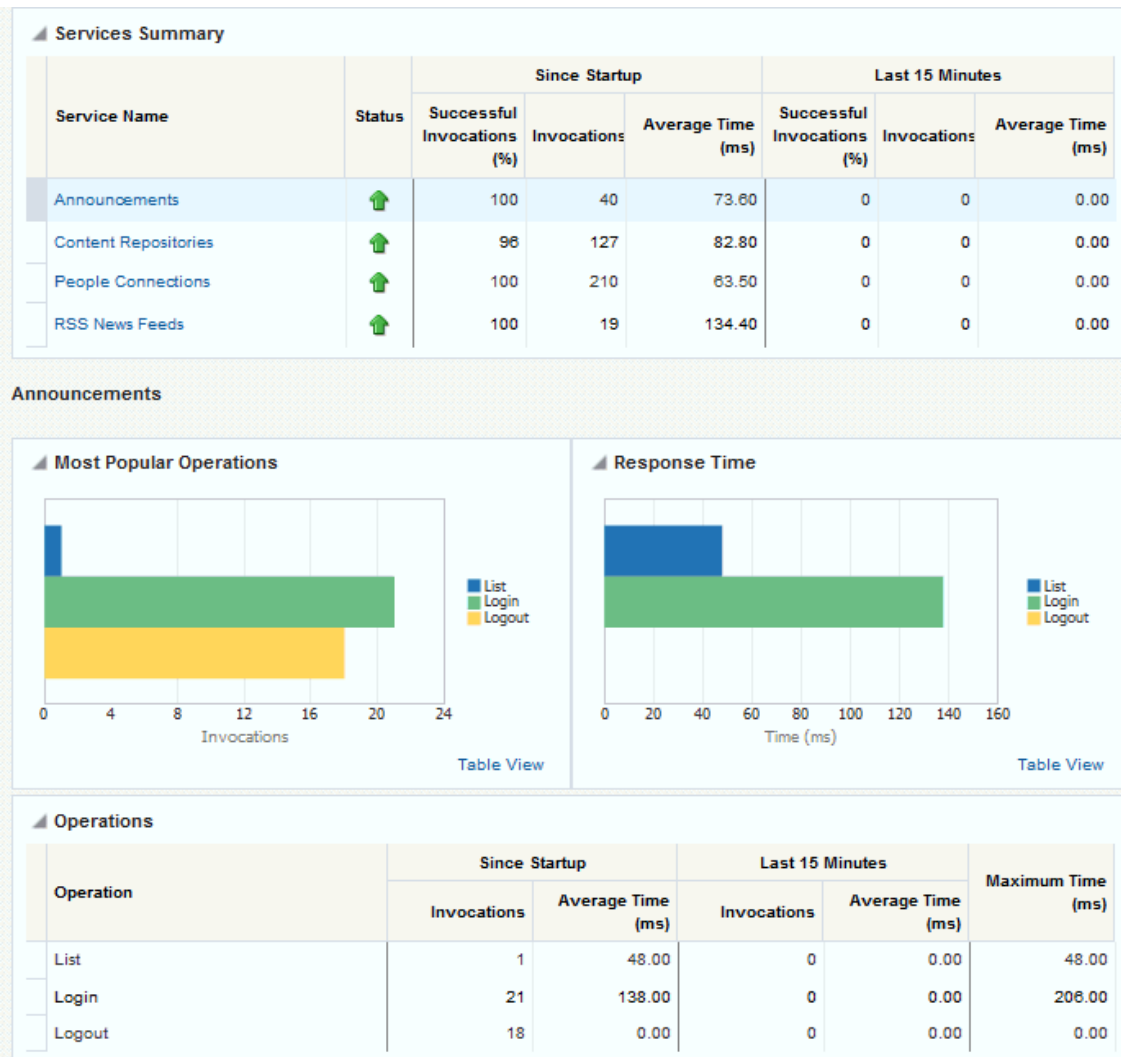 Services Summary
Since Startup Last 15 Minutes
Service Name Status Successful Invocations (%) Invocations Average Time (ms) Successful Invocations (%) Invocations Average Time (ms)
Announcements 100 40 73.60 0 0 0.00
Content Repositories 96 127 82.80 0 0 0.00
People Connections 100 210 63.50 0 0 0.00
RSS News Feeds 100 19 134.40 0 0 0.00
Announcements
Most Popular Operations
List
Login
Logout
0 4 8 12 16 20 24
Invocations
Table View
Response Time
List
Login
Logout
0 20 40 60 80 100 120 140 160
Time (ms)
Table View
Operations
Since Startup Last 15 Minutes
Operation Invocations Average Time (ms) Invocations Average Time (ms) Maximum Time (ms)
List 1 48.00 0 0.00 48.00
Login 21 138.00 0 0.00 206.00
Logout 18 0.00 0 0.00 0.00